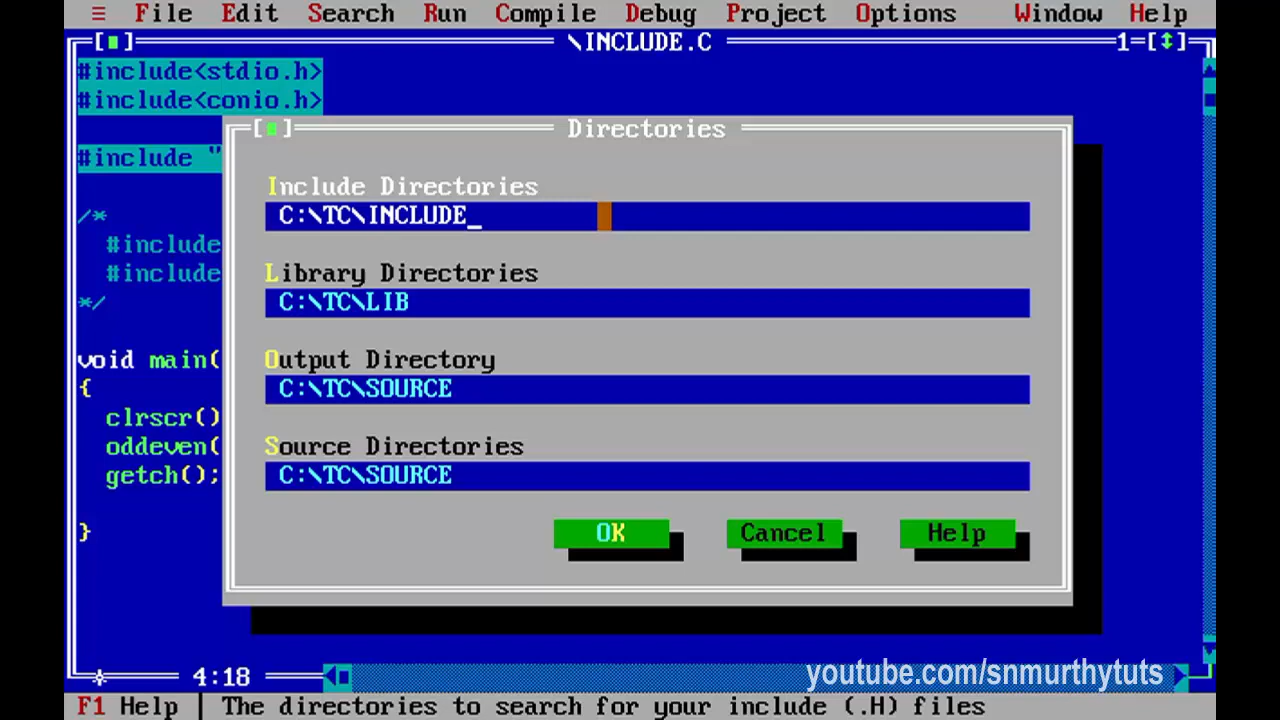 ≡ File Edit Search Run Compile Debug Project Options Window Help
[■] \INCLUDE.C 1=[↕]
#include<stdio.h>
#include<conio.h>
[■] Directories
#include "
Include Directories
/*
C:\TC\INCLUDE_
#include
Library Directories
#include
*/
C:\TC\LIB
void main(
Output Directory
{
C:\TC\SOURCE
clrscr()
oddeven(
Source Directories
getch();
C:\TC\SOURCE
}
OK Cancel Help
4:18
youtube.com/snmurthytuts
F1 Help | The directories to search for your include (.H) files